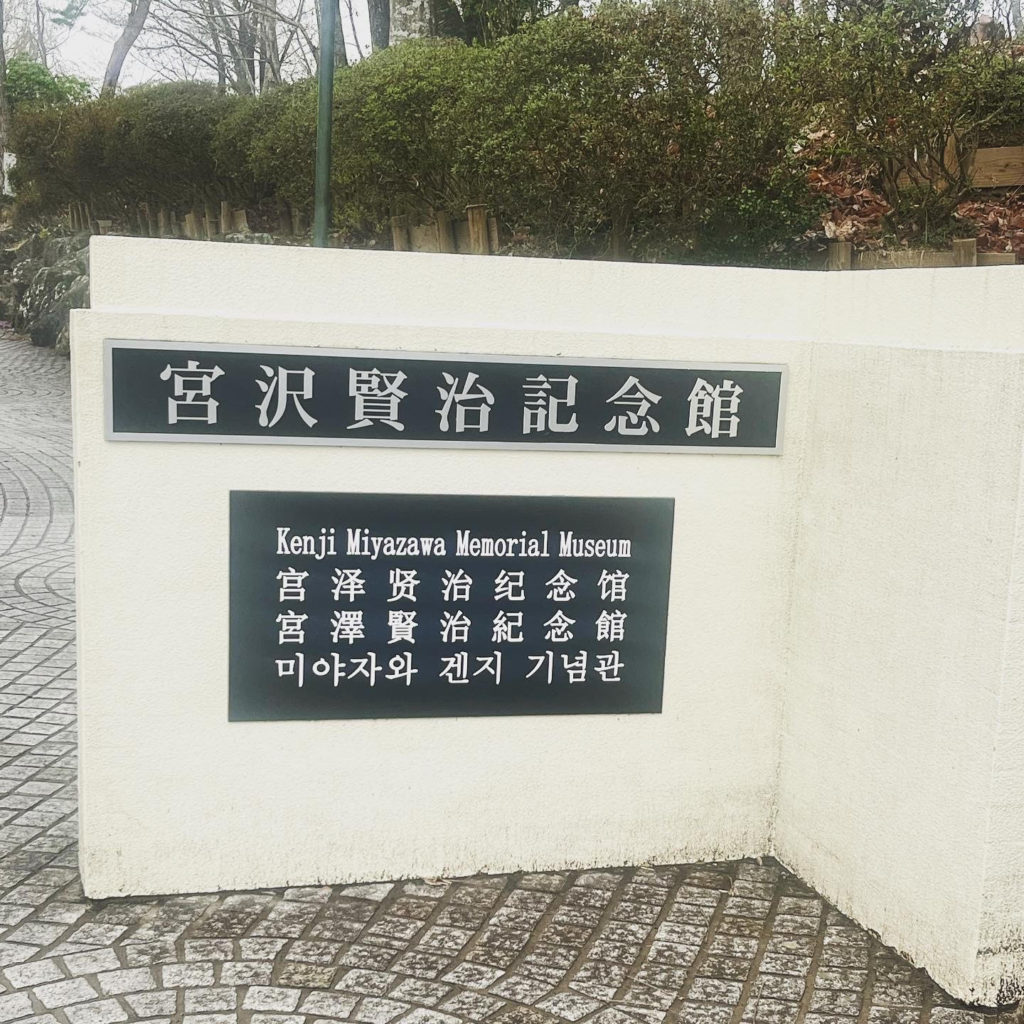 宮沢賢治記念館
Kenji Miyazawa Memorial Museum
宫泽贤治纪念馆
宮澤賢治紀念館
미야자와 겐지 기념관